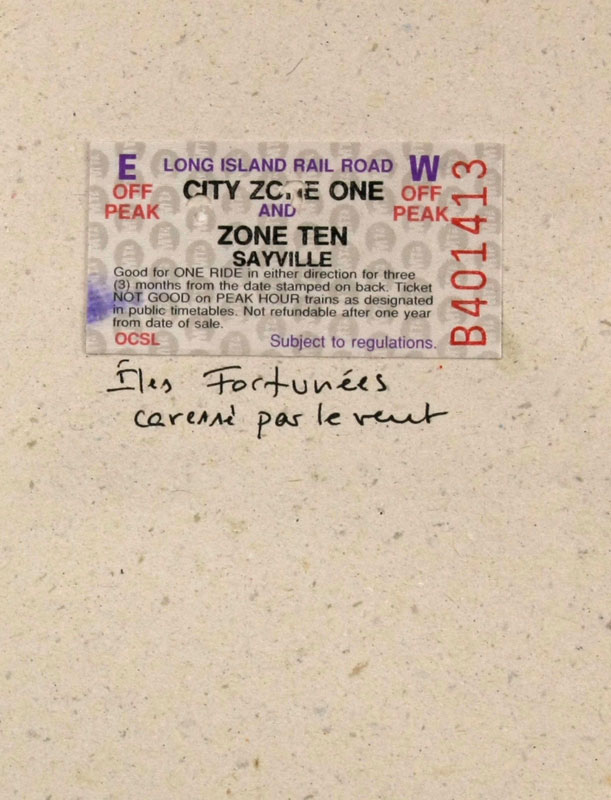 E LONG ISLAND RAIL ROAD W
OFF PEAK CITY ZONE ONE OFF PEAK
AND
ZONE TEN
SAYVILLE
Good for ONE RIDE in either direction for three
(3) months from the date stamped on back. Ticket
NOT GOOD on PEAK HOUR trains as designated
in public timetables. Not refundable after one year
from date of sale.
OCSL Subject to regulations.
B401413
Îles Fortunées
caressé par le vent